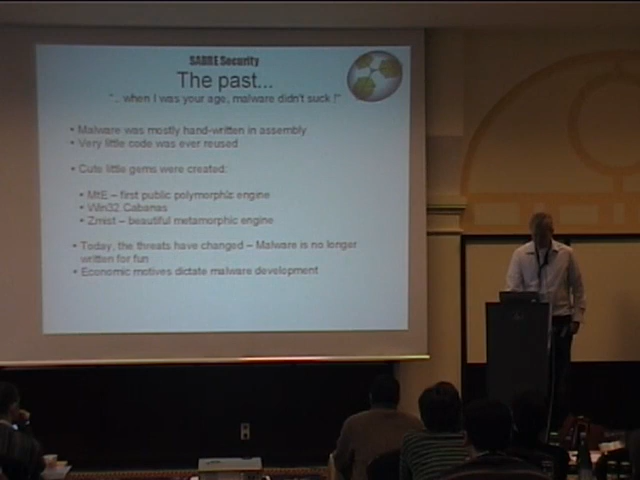 SABRE Security
The past...
"... when I was your age, malware didn't suck !"
• Malware was mostly hand-written in assembly
• Very little code was ever reused
• Cute little gems were created:
• MtE – first public polymorphic engine
• Win32.Cabanas
• Zmist – beautiful metamorphic engine
• Today, the threats have changed – Malware is no longer
written for fun
• Economic motives dictate malware development